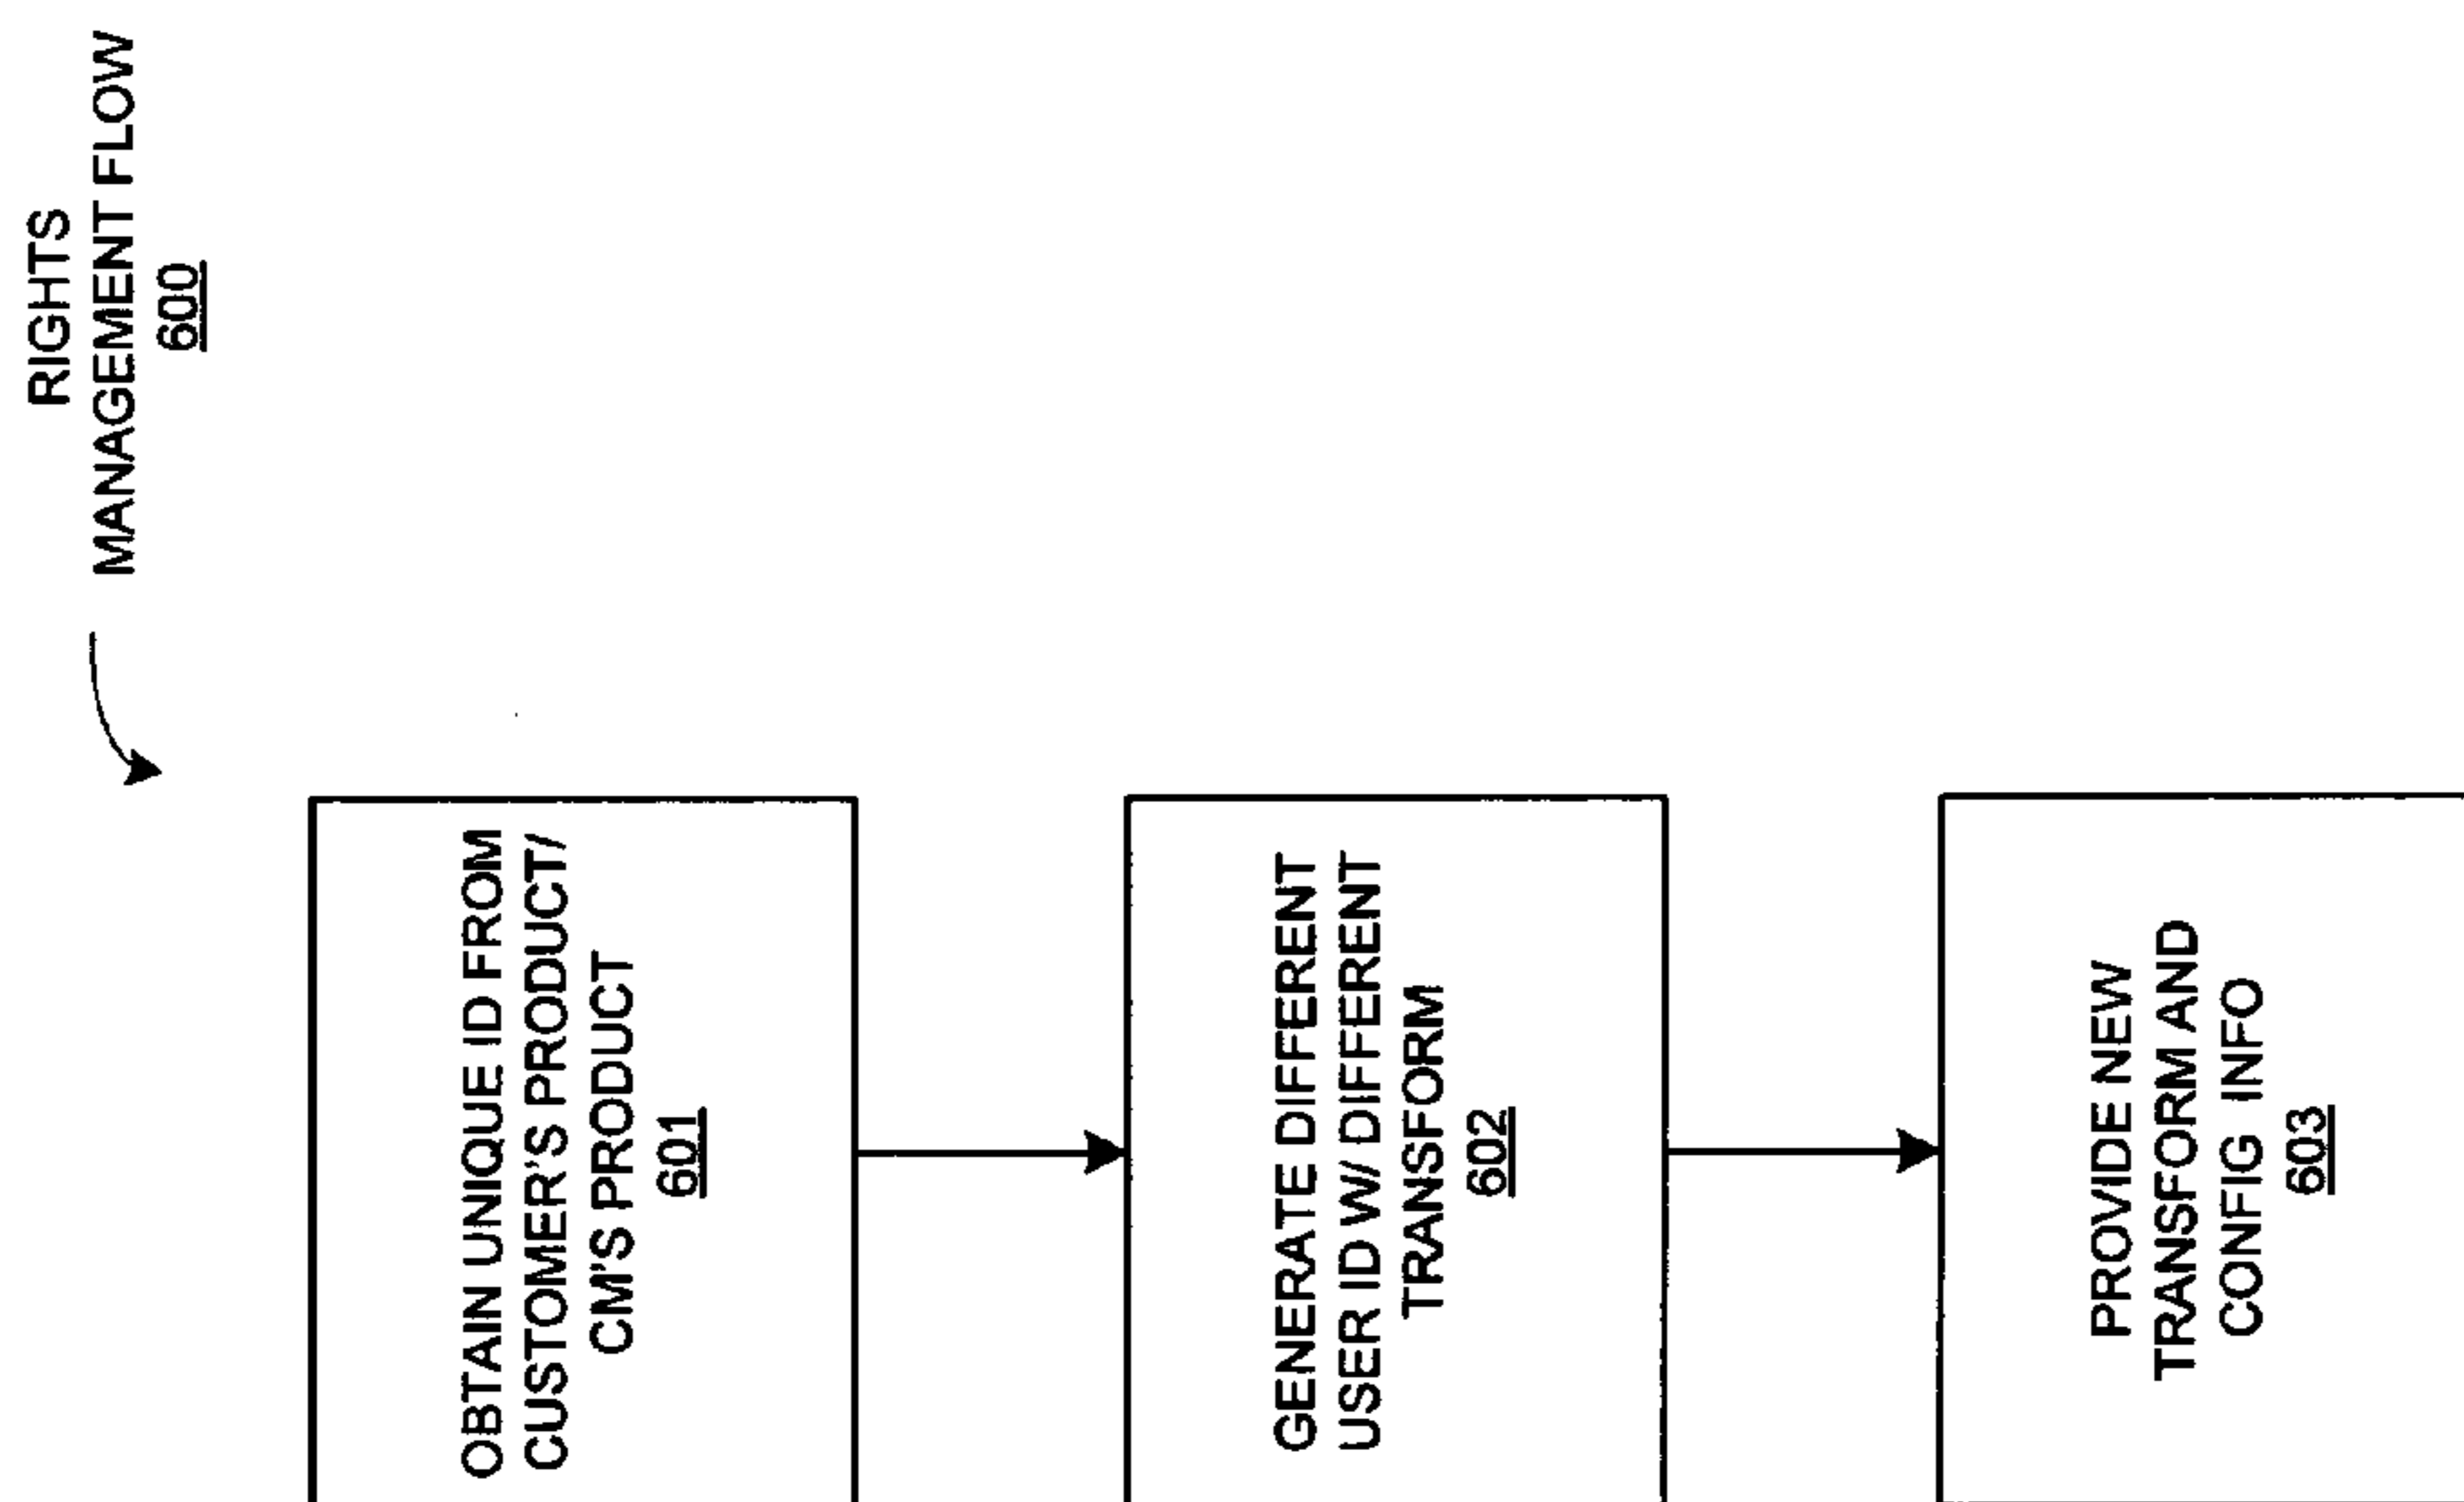 RIGHTS
MANAGEMENT FLOW
600
OBTAIN UNIQUE ID FROM
CUSTOMER'S PRODUCT/
CM'S PRODUCT
601
GENERATE DIFFERENT
USER ID W/ DIFFERENT
TRANSFORM
602
PROVIDE NEW
TRANSFORM AND
CONFIG INFO
603